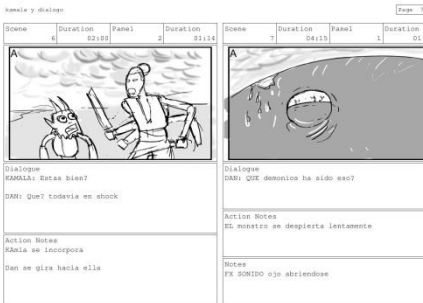 kamala y dialogo
Page 7
Scene Duration Panel Duration
6 02:00 2 01:14
Scene Duration Panel Duration
7 04:15 1 01
A
A
Dialogue
KAMALA: Estas bien?
DAN: Que? todavia en shock
Action Notes
KAmla se incorpora
Dan se gira hacia ella
Dialogue
DAN: QUE demonios ha sido eso?
Action Notes
EL monstro se despierta lentamente
Notes
FX SONIDO ojo abriendose